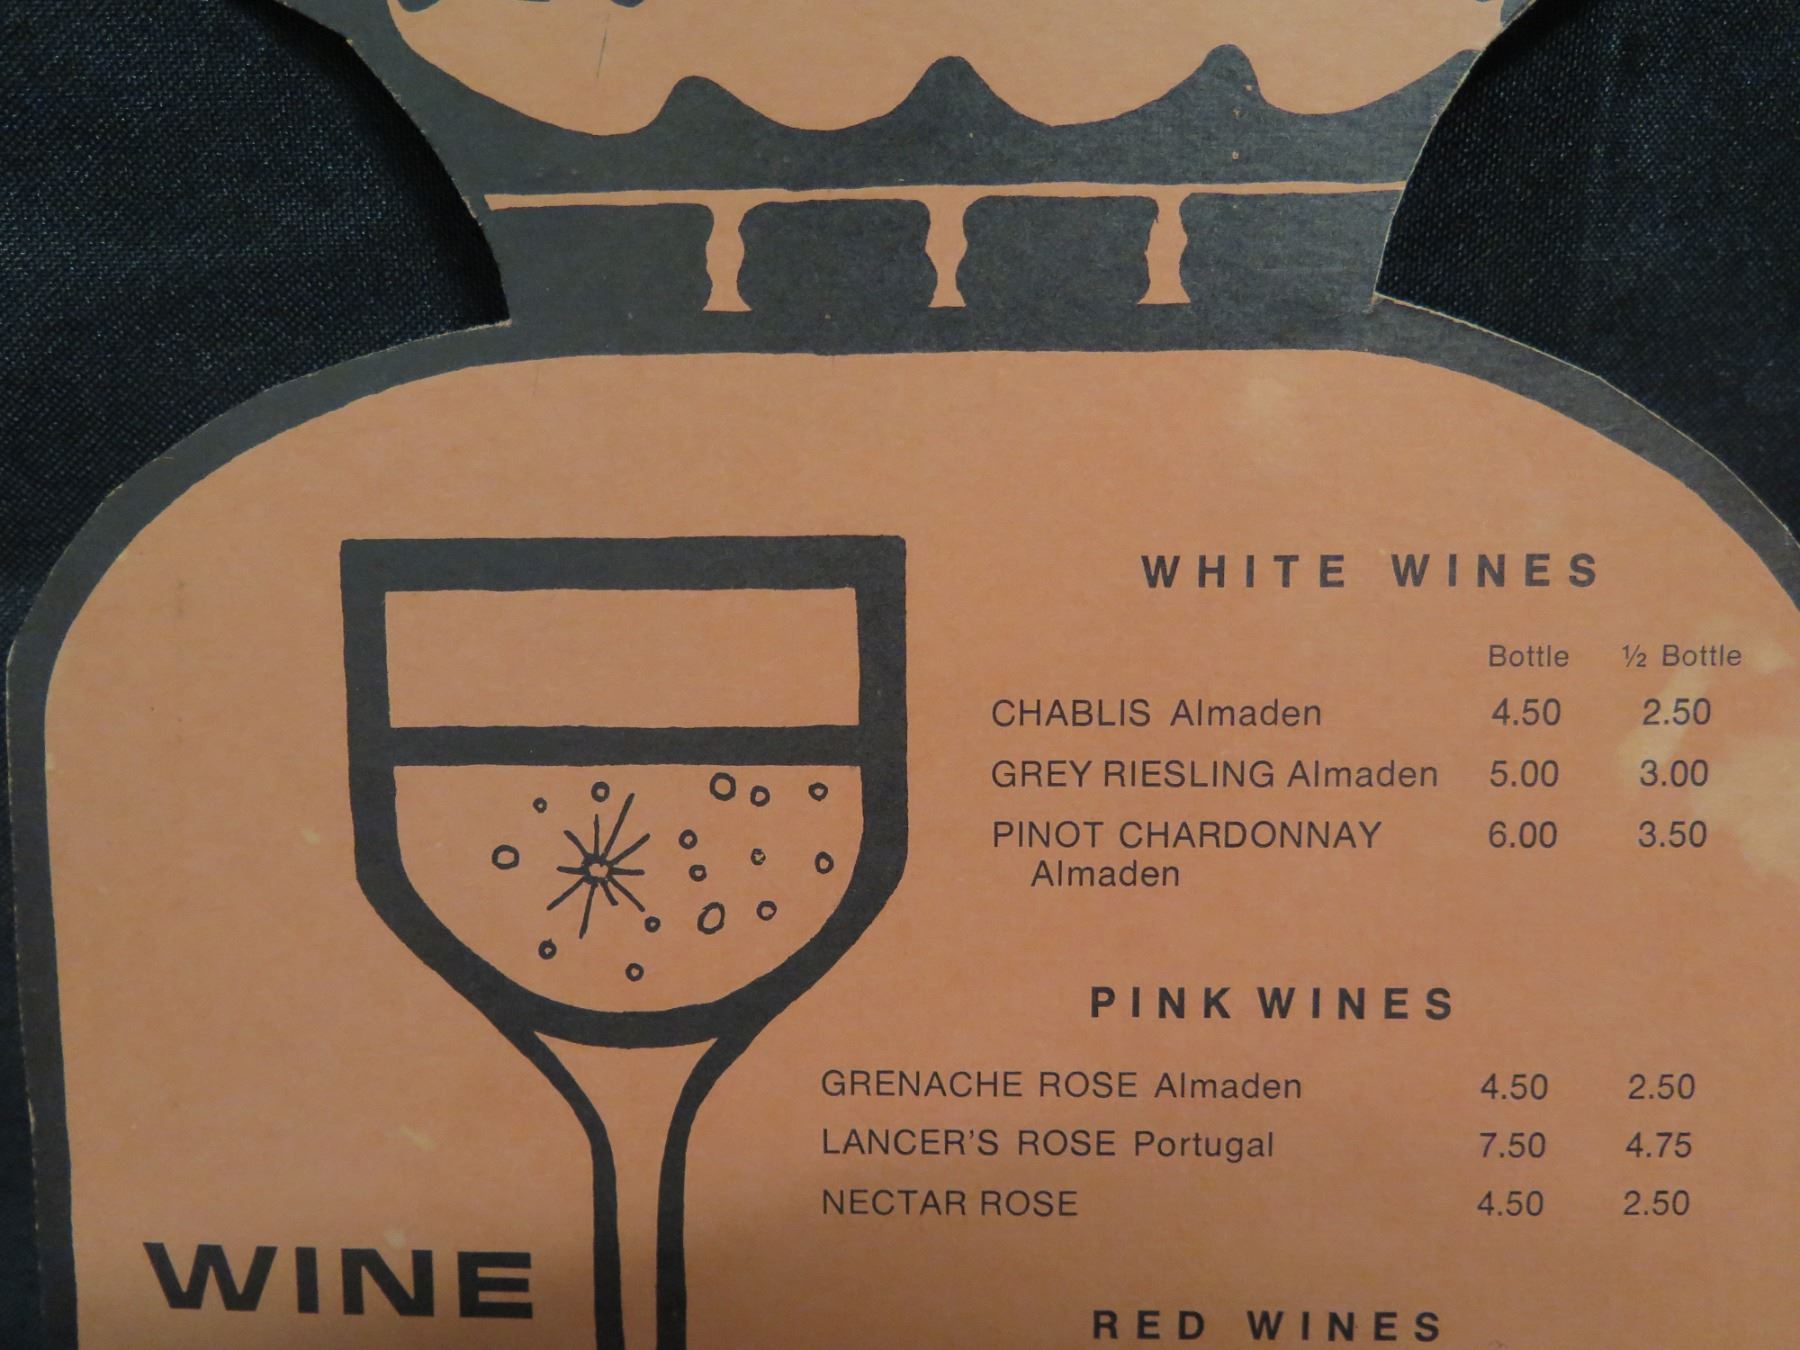 WHITE WINES
Bottle ½ Bottle
CHABLIS Almaden 4.50 2.50
GREY RIESLING Almaden 5.00 3.00
PINOT CHARDONNAY 6.00 3.50
Almaden
PINK WINES
GRENACHE ROSE Almaden 4.50 2.50
LANCER'S ROSE Portugal 7.50 4.75
NECTAR ROSE 4.50 2.50
WINE
RED WINES